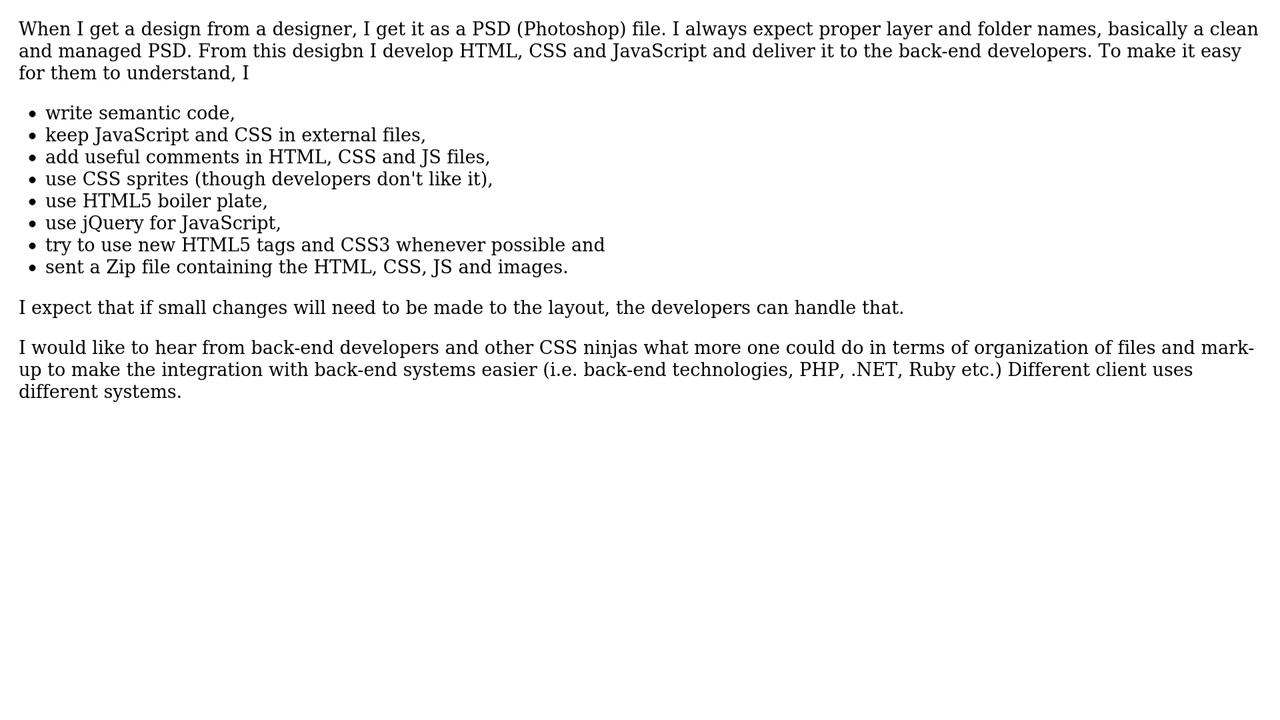 When I get a design from a designer, I get it as a PSD (Photoshop) file. I always expect proper layer and folder names, basically a clean
and managed PSD. From this desigbn I develop HTML, CSS and JavaScript and deliver it to the back-end developers. To make it easy
for them to understand, I
• write semantic code,
• keep JavaScript and CSS in external files,
• add useful comments in HTML, CSS and JS files,
• use CSS sprites (though developers don't like it),
• use HTML5 boiler plate,
• use jQuery for JavaScript,
• try to use new HTML5 tags and CSS3 whenever possible and
• sent a Zip file containing the HTML, CSS, JS and images.
I expect that if small changes will need to be made to the layout, the developers can handle that.
I would like to hear from back-end developers and other CSS ninjas what more one could do in terms of organization of files and mark-
up to make the integration with back-end systems easier (i.e. back-end technologies, PHP, .NET, Ruby etc.) Different client uses
different systems.